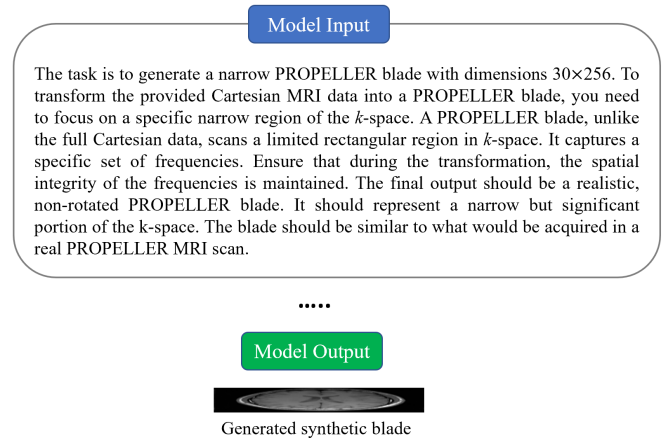 Model Input
The task is to generate a narrow PROPELLER blade with dimensions 30×256. To
transform the provided Cartesian MRI data into a PROPELLER blade, you need
to focus on a specific narrow region of the k-space. A PROPELLER blade, unlike
the full Cartesian data, scans a limited rectangular region in k-space. It captures a
specific set of frequencies. Ensure that during the transformation, the spatial
integrity of the frequencies is maintained. The final output should be a realistic,
non-rotated PROPELLER blade. It should represent a narrow but significant
portion of the k-space. The blade should be similar to what would be acquired in a
real PROPELLER MRI scan.
.....
Model Output
Generated synthetic blade